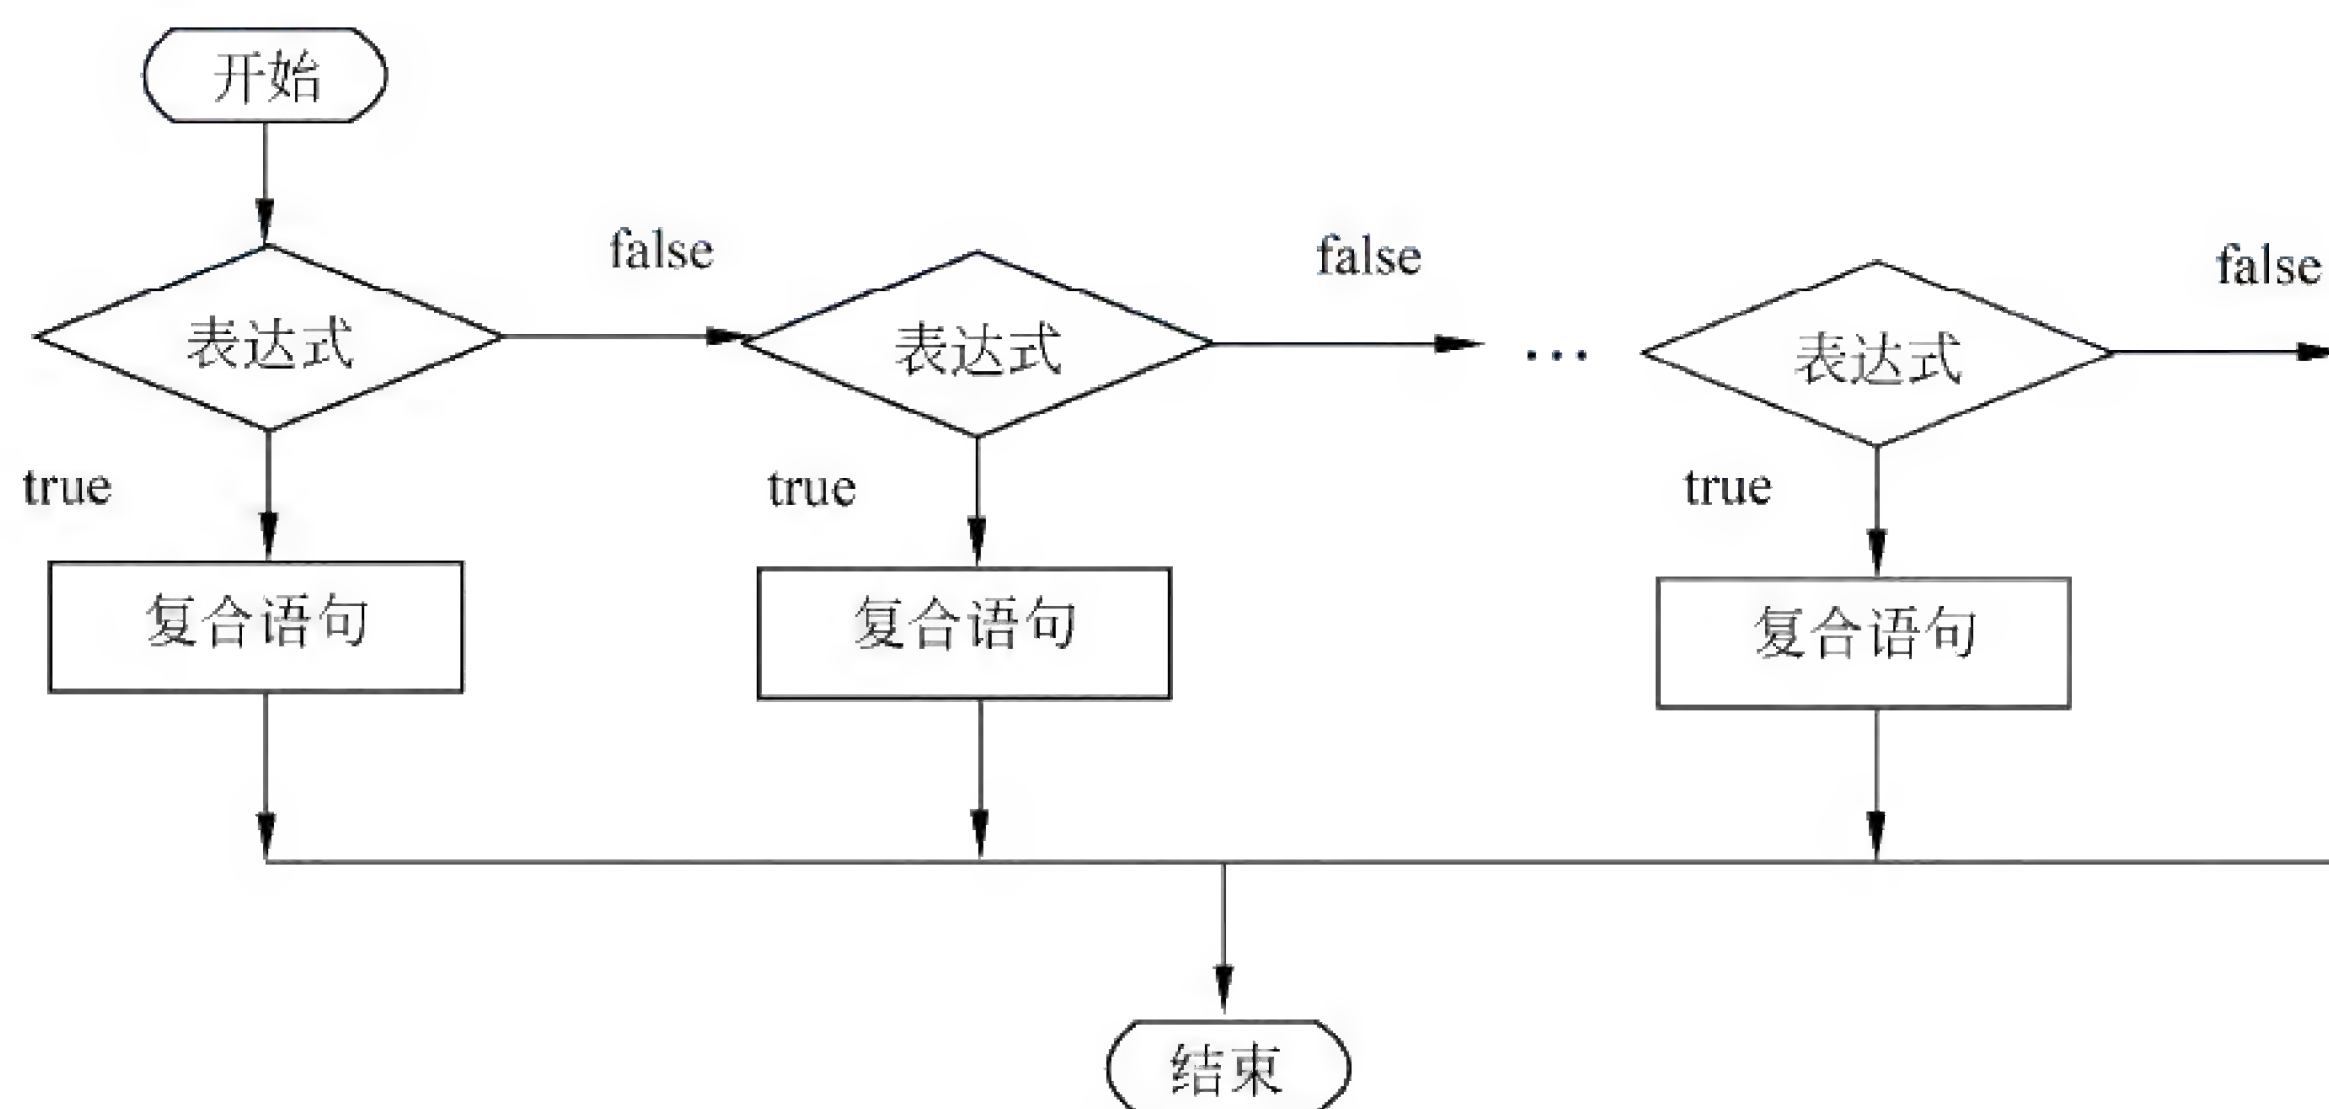 开始
false
false
false
表达式
表达式
…
表达式
true
true
true
复合语句
复合语句
复合语句
结束